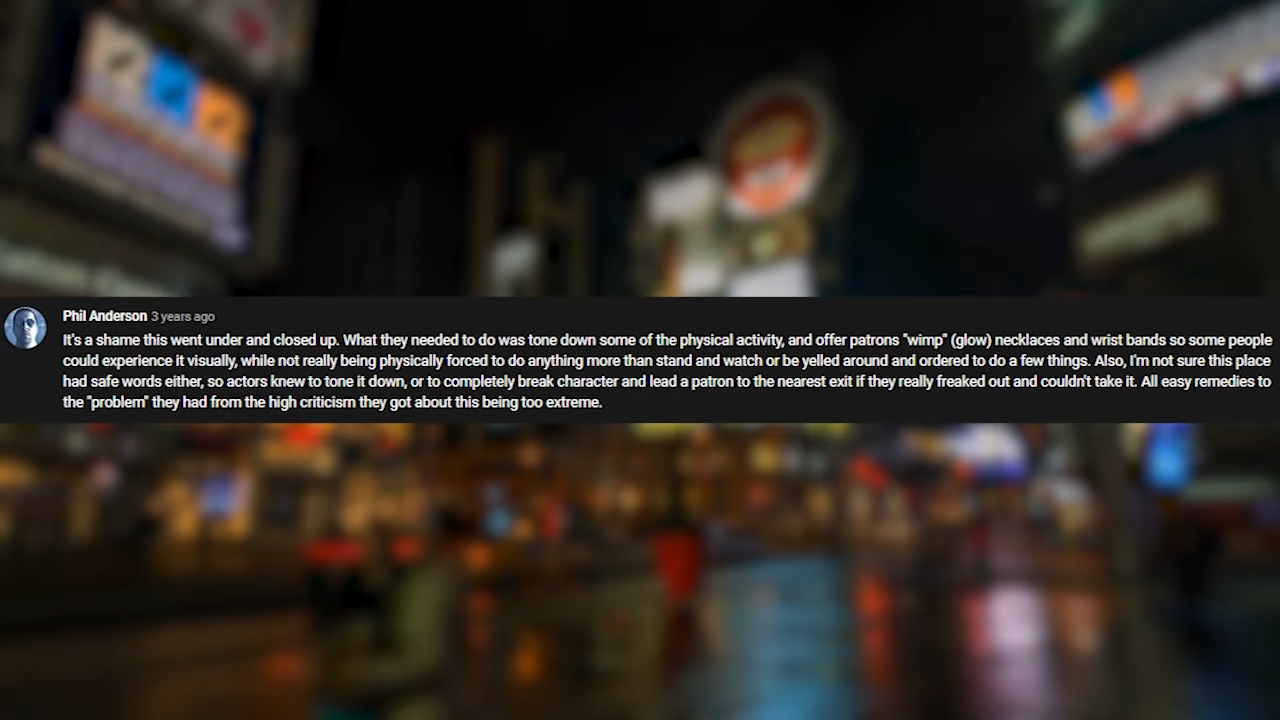 Phil Anderson 3 years ago
It's a shame this went under and closed up. What they needed to do was tone down some of the physical activity, and offer patrons "wimp" (glow) necklaces and wrist bands so some people
could experience it visually, while not really being physically forced to do anything more than stand and watch or be yelled around and ordered to do a few things. Also, I'm not sure this place
had safe words either, so actors knew to tone it down, or to completely break character and lead a patron to the nearest exit if they really freaked out and couldn't take it. All easy remedies to
the "problem" they had from the high criticism they got about this being too extreme.